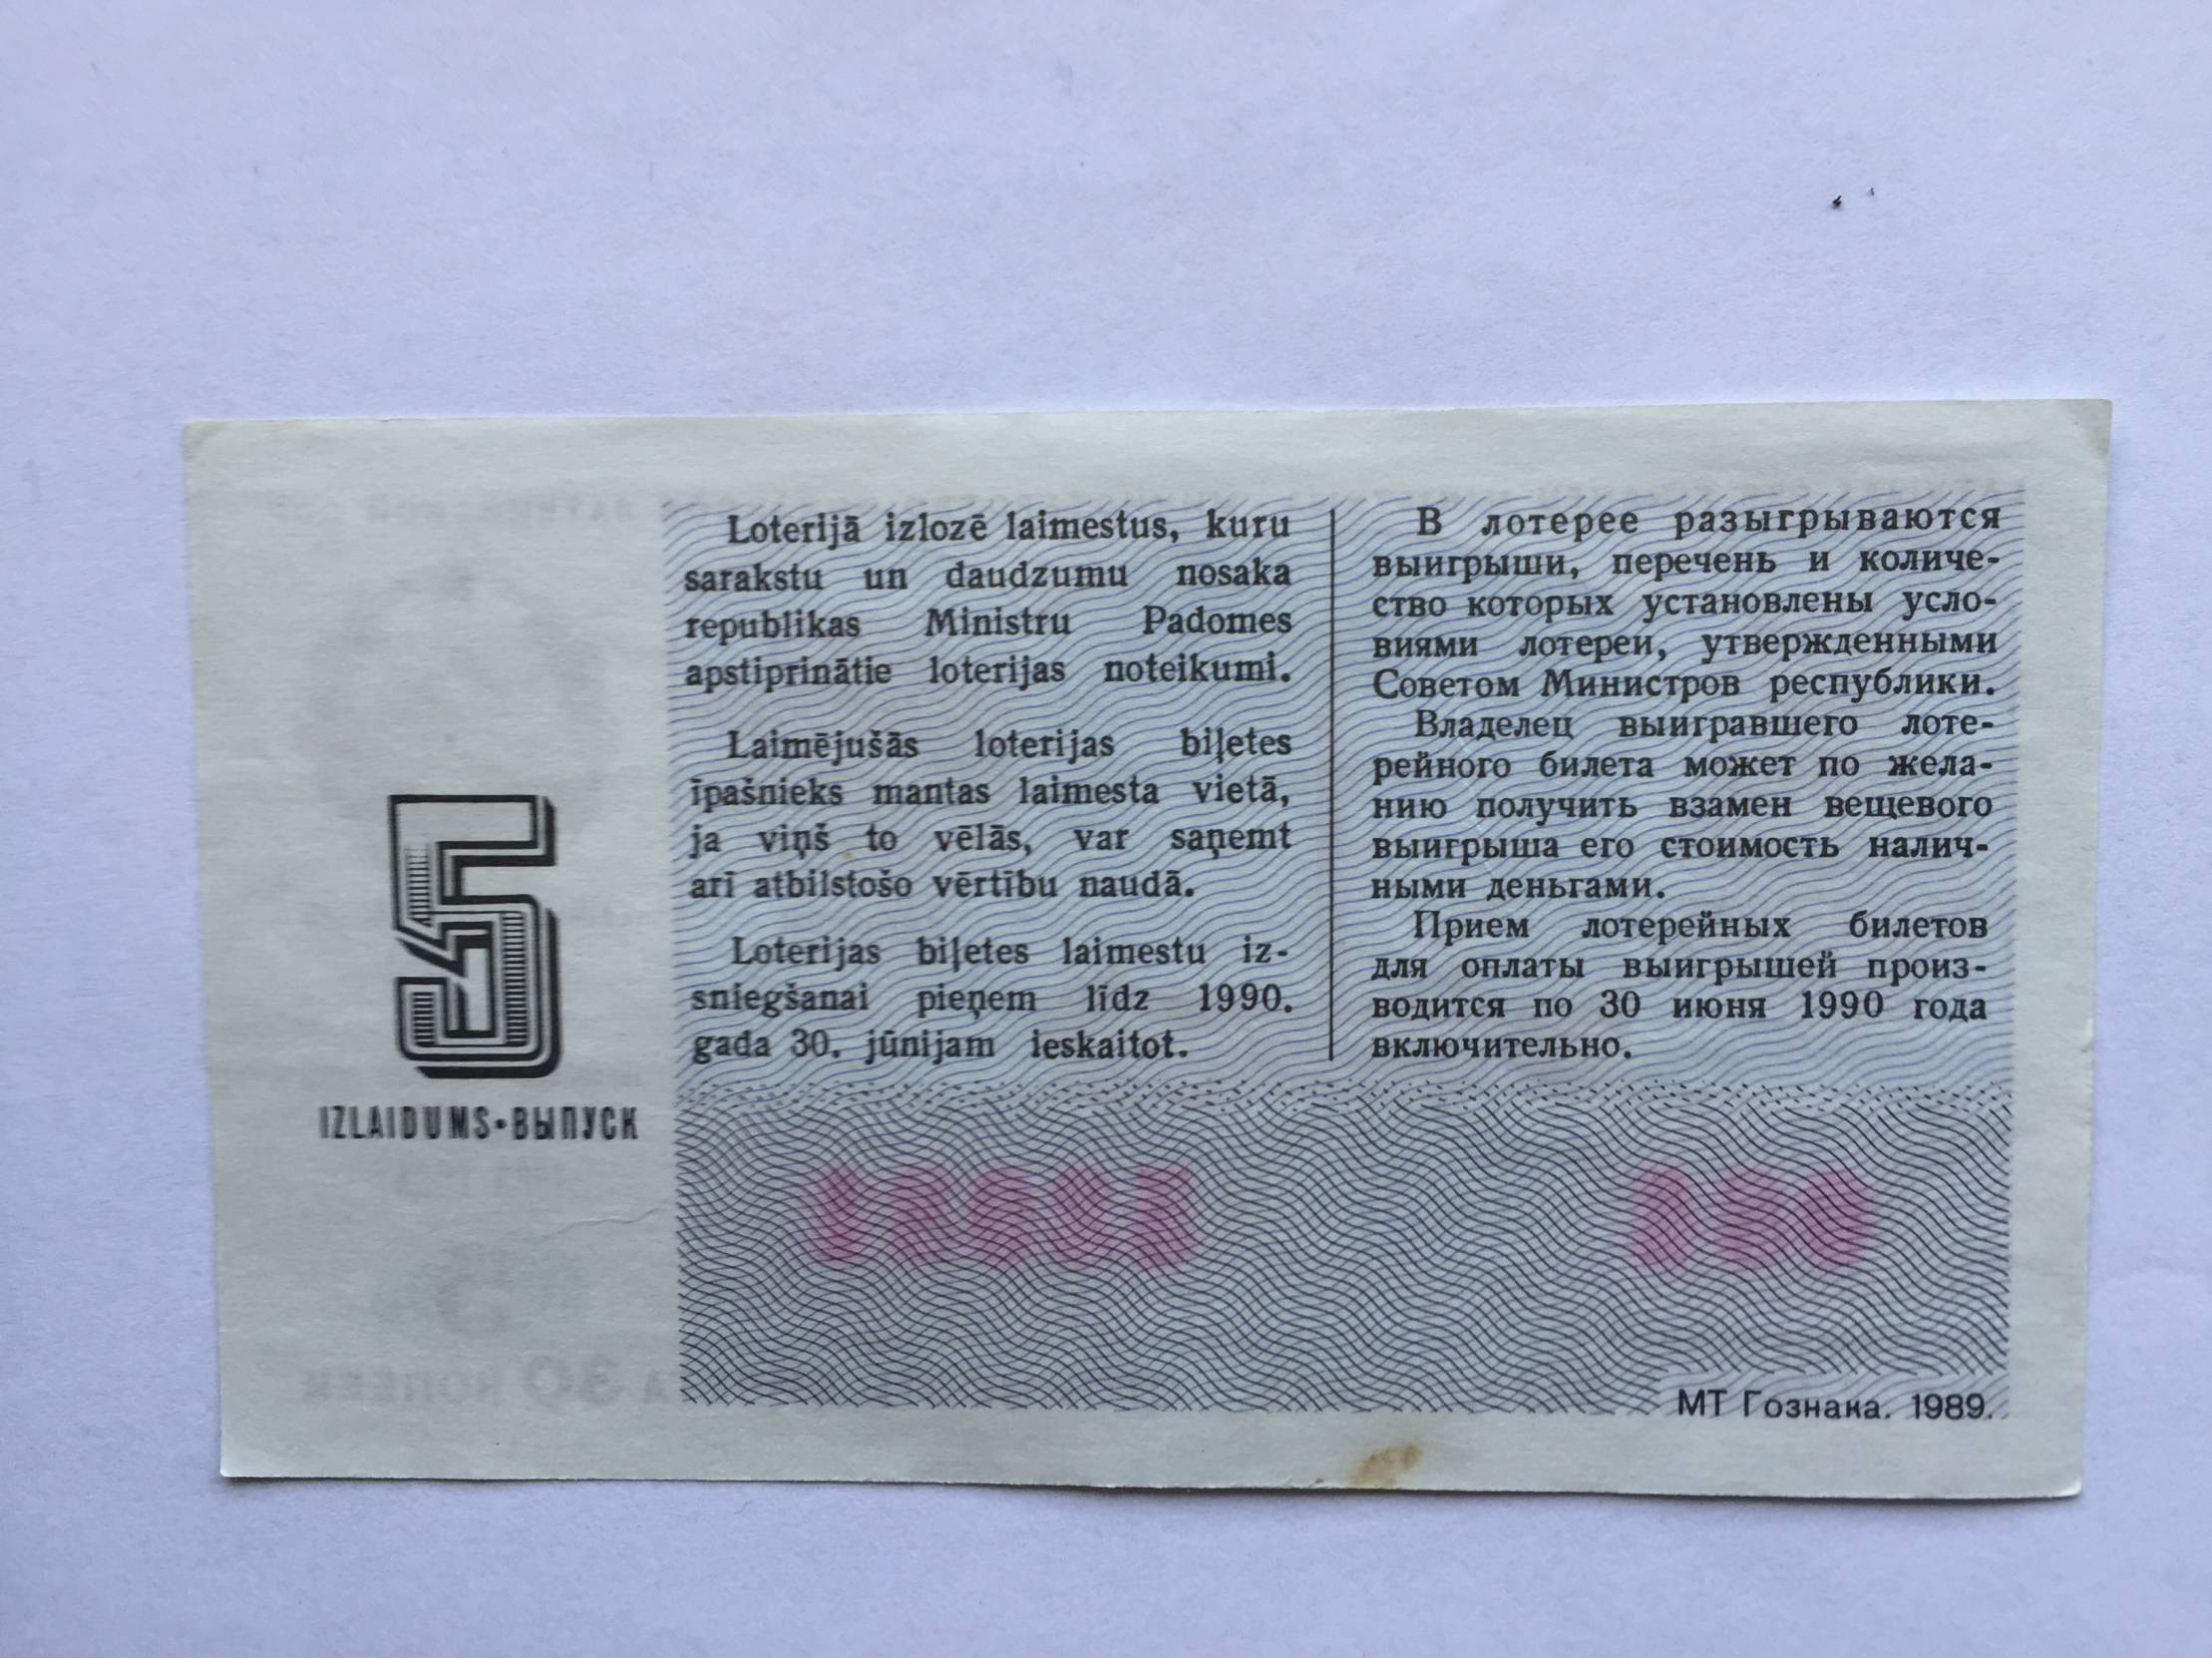 5
IZLAIDUMS•ВЫПУСК
Loterijā izlozē laimestus, kuru
sarakstu un daudzumu nosaka
republikas Ministru Padomes
apstiprinātie loterijas noteikumi.
Laimējušās loterijas biļetes
īpašnieks mantas laimesta vietā,
ja viņš to vēlās, var saņemt
arī atbilstošo vērtību naudā.
Loterijas biļetes laimestu iz-
sniegšanai pieņem līdz 1990.
gada 30. jūnijam ieskaitot.
В лотерее разыгрываются
выигрыши, перечень и количе-
ство которых установлены усло-
виями лотереи, утвержденными
Советом Министров республики.
Владелец выигравшего лоте-
рейного билета может по жела-
нию получить взамен вещевого
выигрыша его стоимость налич-
ными деньгами.
Прием лотерейных билетов
для оплаты выигрышей произ-
водится по 30 июня 1990 года
включительно.
МТ Гознака. 1989.